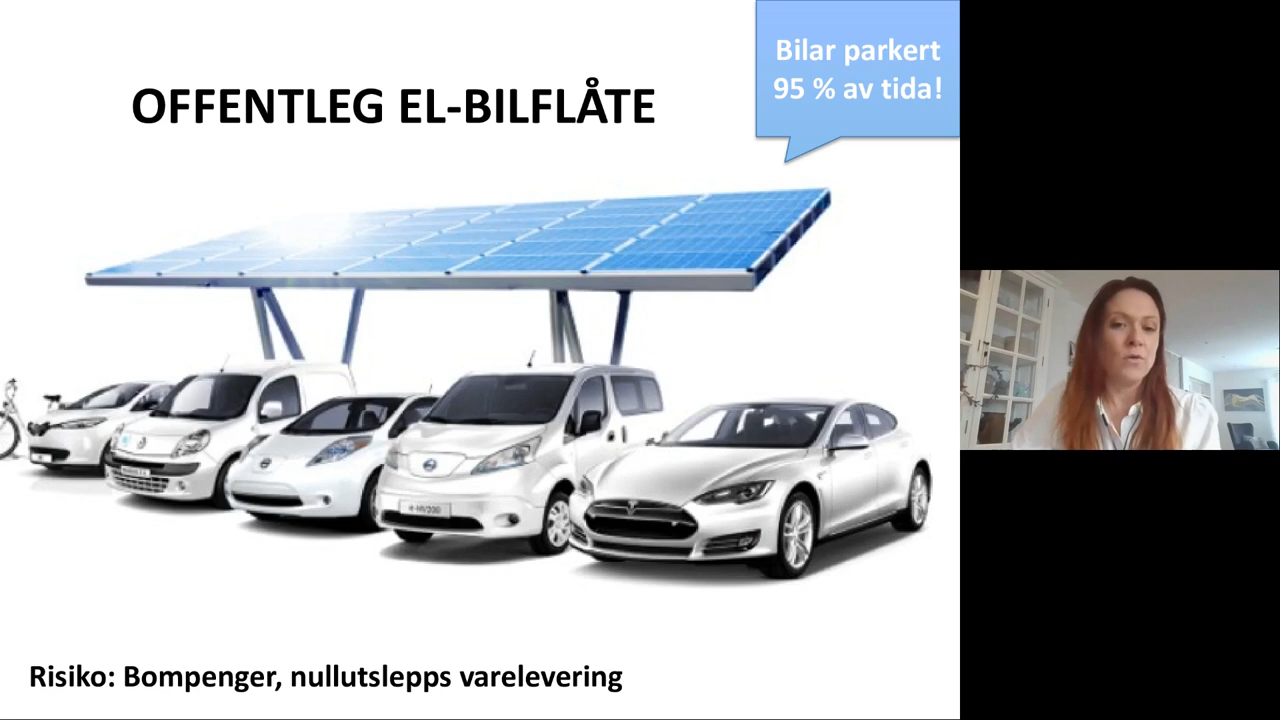 Bilar parkert
95 % av tida!
OFFENTLEG EL-BILFLÅTE
Risiko: Bompenger, nullutslepps varelevering